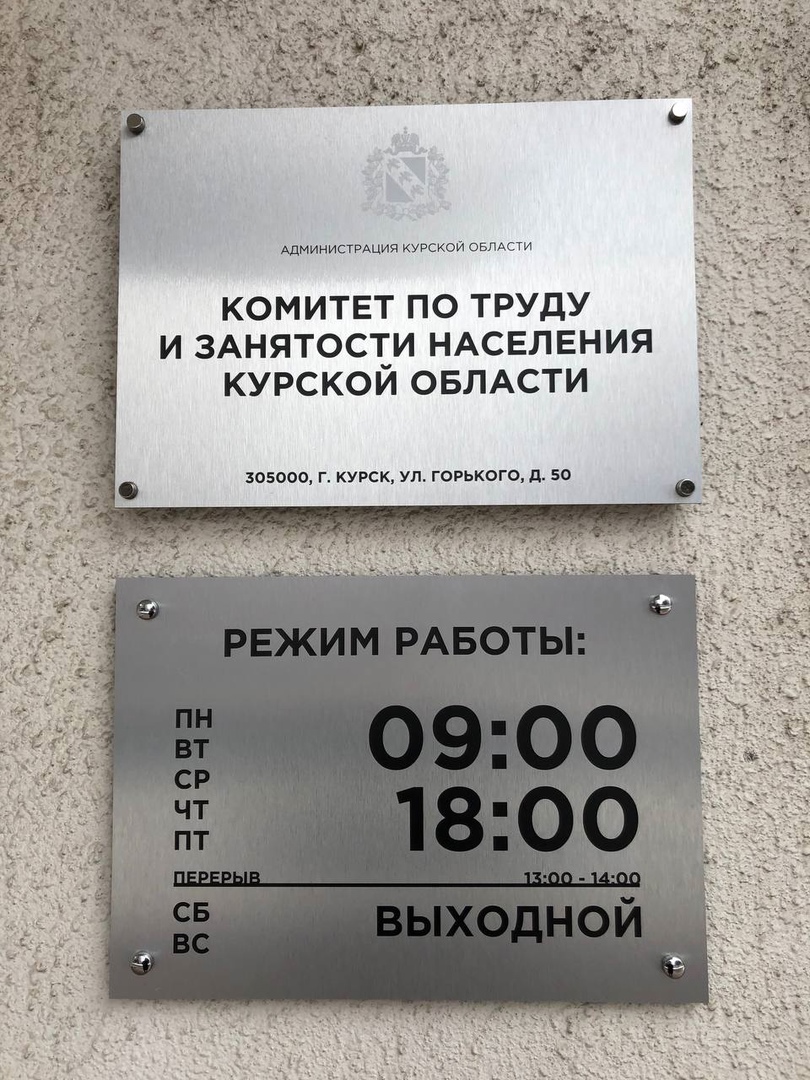 АДМИНИСТРАЦИЯ КУРСКОЙ ОБЛАСТИ
КОМИТЕТ ПО ТРУДУ
И ЗАНЯТОСТИ НАСЕЛЕНИЯ
КУРСКОЙ ОБЛАСТИ
305000, Г. КУРСК, УЛ. ГОРЬКОГО, Д. 50
РЕЖИМ РАБОТЫ:
ПН
ВТ
СР
ЧТ
ПТ
09:00
18:00
ПЕРЕРЫВ 13:00 - 14:00
СБ
ВС
ВЫХОДНОЙ